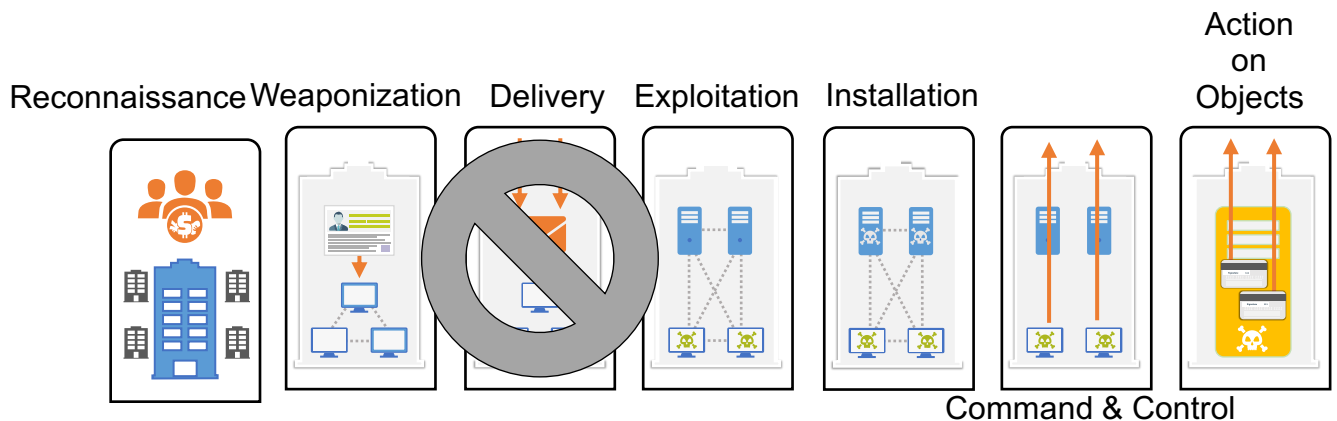 Reconnaissance
Weaponization
Delivery
Exploitation
Installation
Action
on
Objects
Command & Control